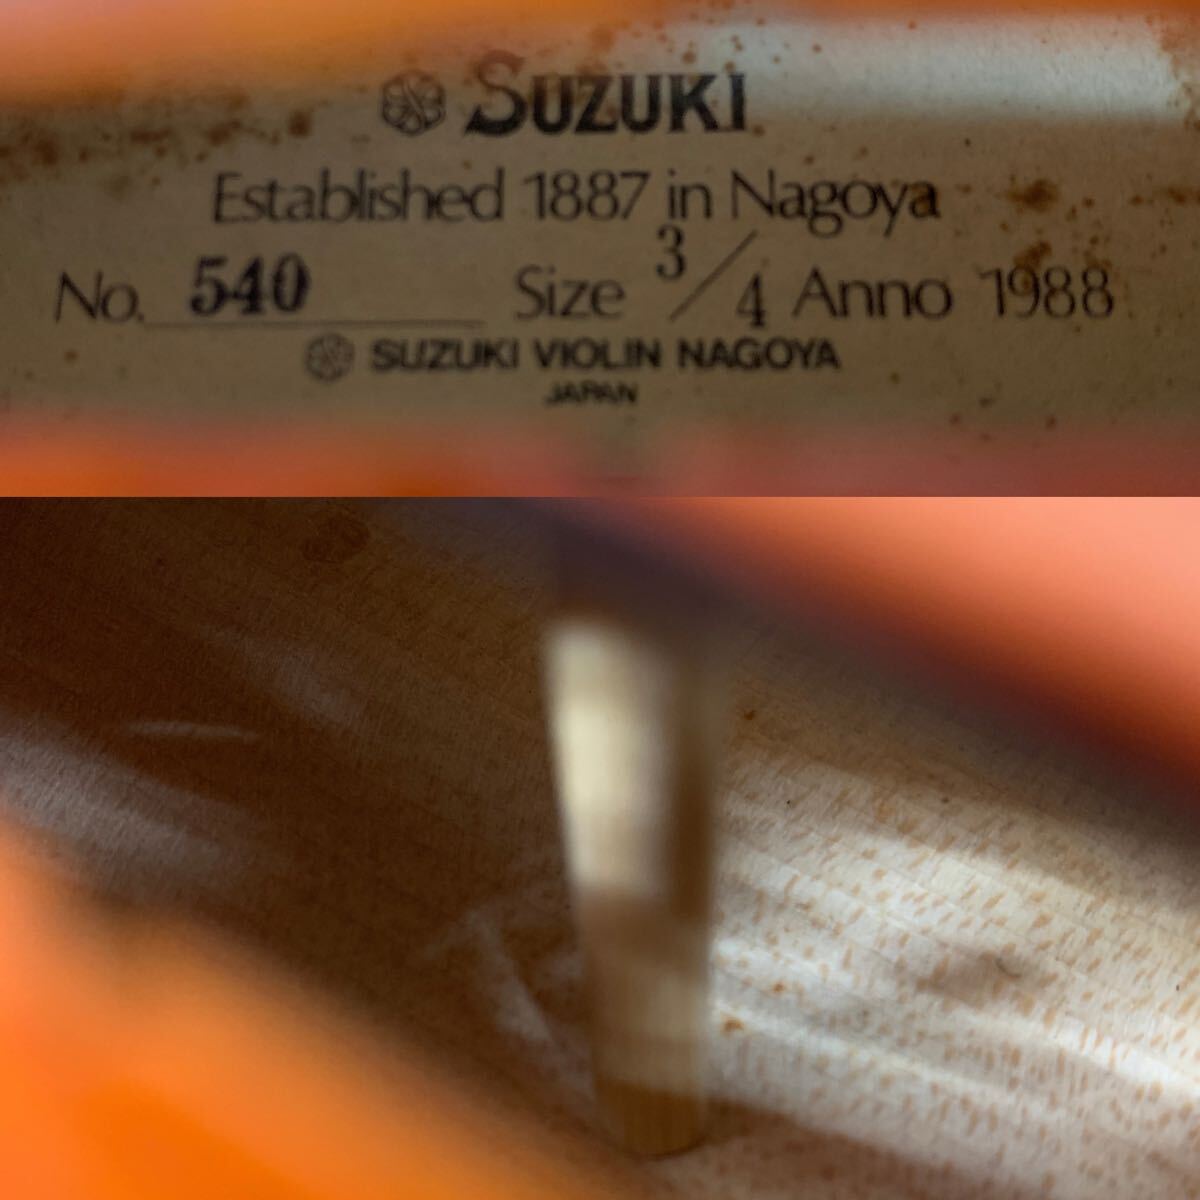 SUZUKI
Established 1887 in Nagoya
No. 540 Size 3/4 Anno 1988
SUZUKI VIOLIN NAGOYA
JAPAN